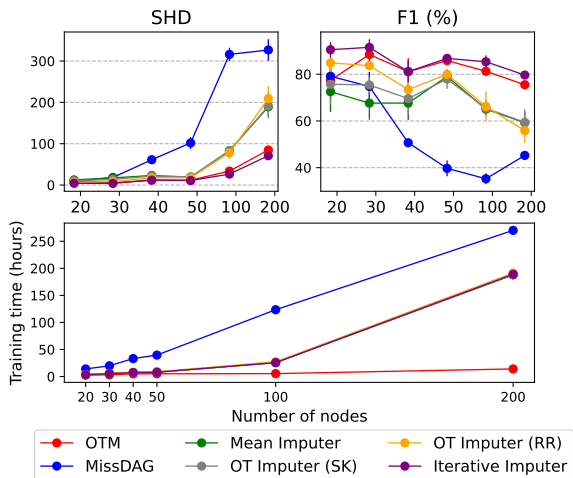 SHD
F1 (%)
300
200
100
0
80
60
40
20 30 40 50 100 200
20 30 40 50 100 200
Training time (hours)
250
200
150
100
50
0
20 30 40 50 100 200
Number of nodes
OTM Mean Imputer OT Imputer (RR)
MissDAG OT Imputer (SK) Iterative Imputer